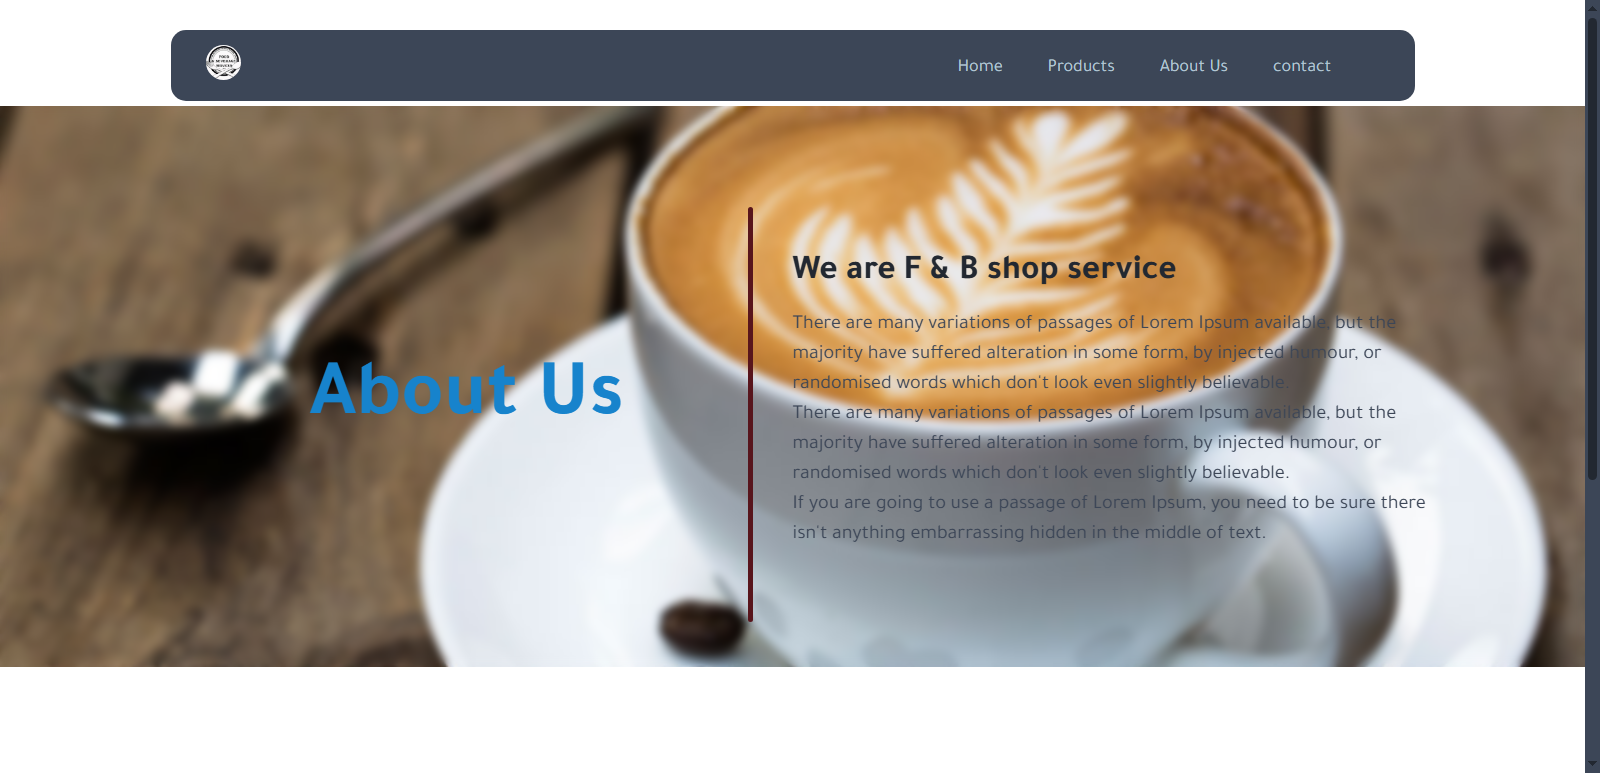 FOOD
& BEVERAGE
SERVICES
Home
Products
About Us
contact
About Us
We are F & B shop service
There are many variations of passages of Lorem Ipsum available, but the
majority have suffered alteration in some form, by injected humour, or
randomised words which don't look even slightly believable.
There are many variations of passages of Lorem Ipsum available, but the
majority have suffered alteration in some form, by injected humour, or
randomised words which don't look even slightly believable.
If you are going to use a passage of Lorem Ipsum, you need to be sure there
isn't anything embarrassing hidden in the middle of text.